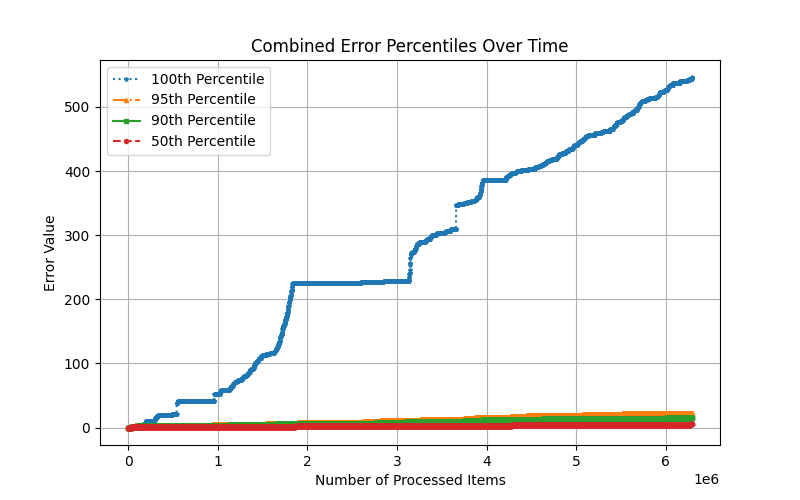 Combined Error Percentiles Over Time
100th Percentile
95th Percentile
90th Percentile
50th Percentile
Error Value
500
400
300
200
100
0
0 1 2 3 4 5 6
1e6
Number of Processed Items